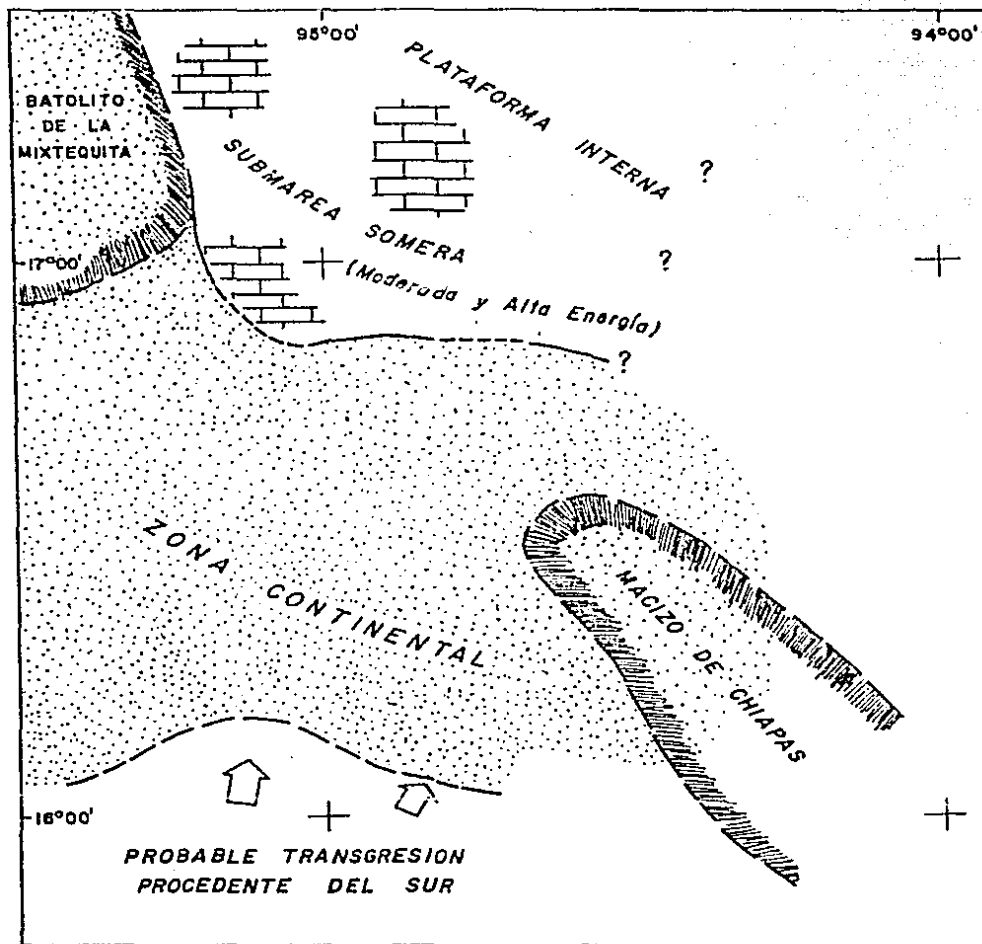 95°00'
94°00'
BATOLITO
DE LA
MIXTEQUITA
PLATAFORMA INTERNA
?
SUBMAREA SOMERA
(Moderada y Alta Energía)
?
17°00'
?
ZONA CONTINENTAL
MACIZO DE CHIAPAS
16°00'
PROBABLE TRANSGRESION
PROCEDENTE DEL SUR